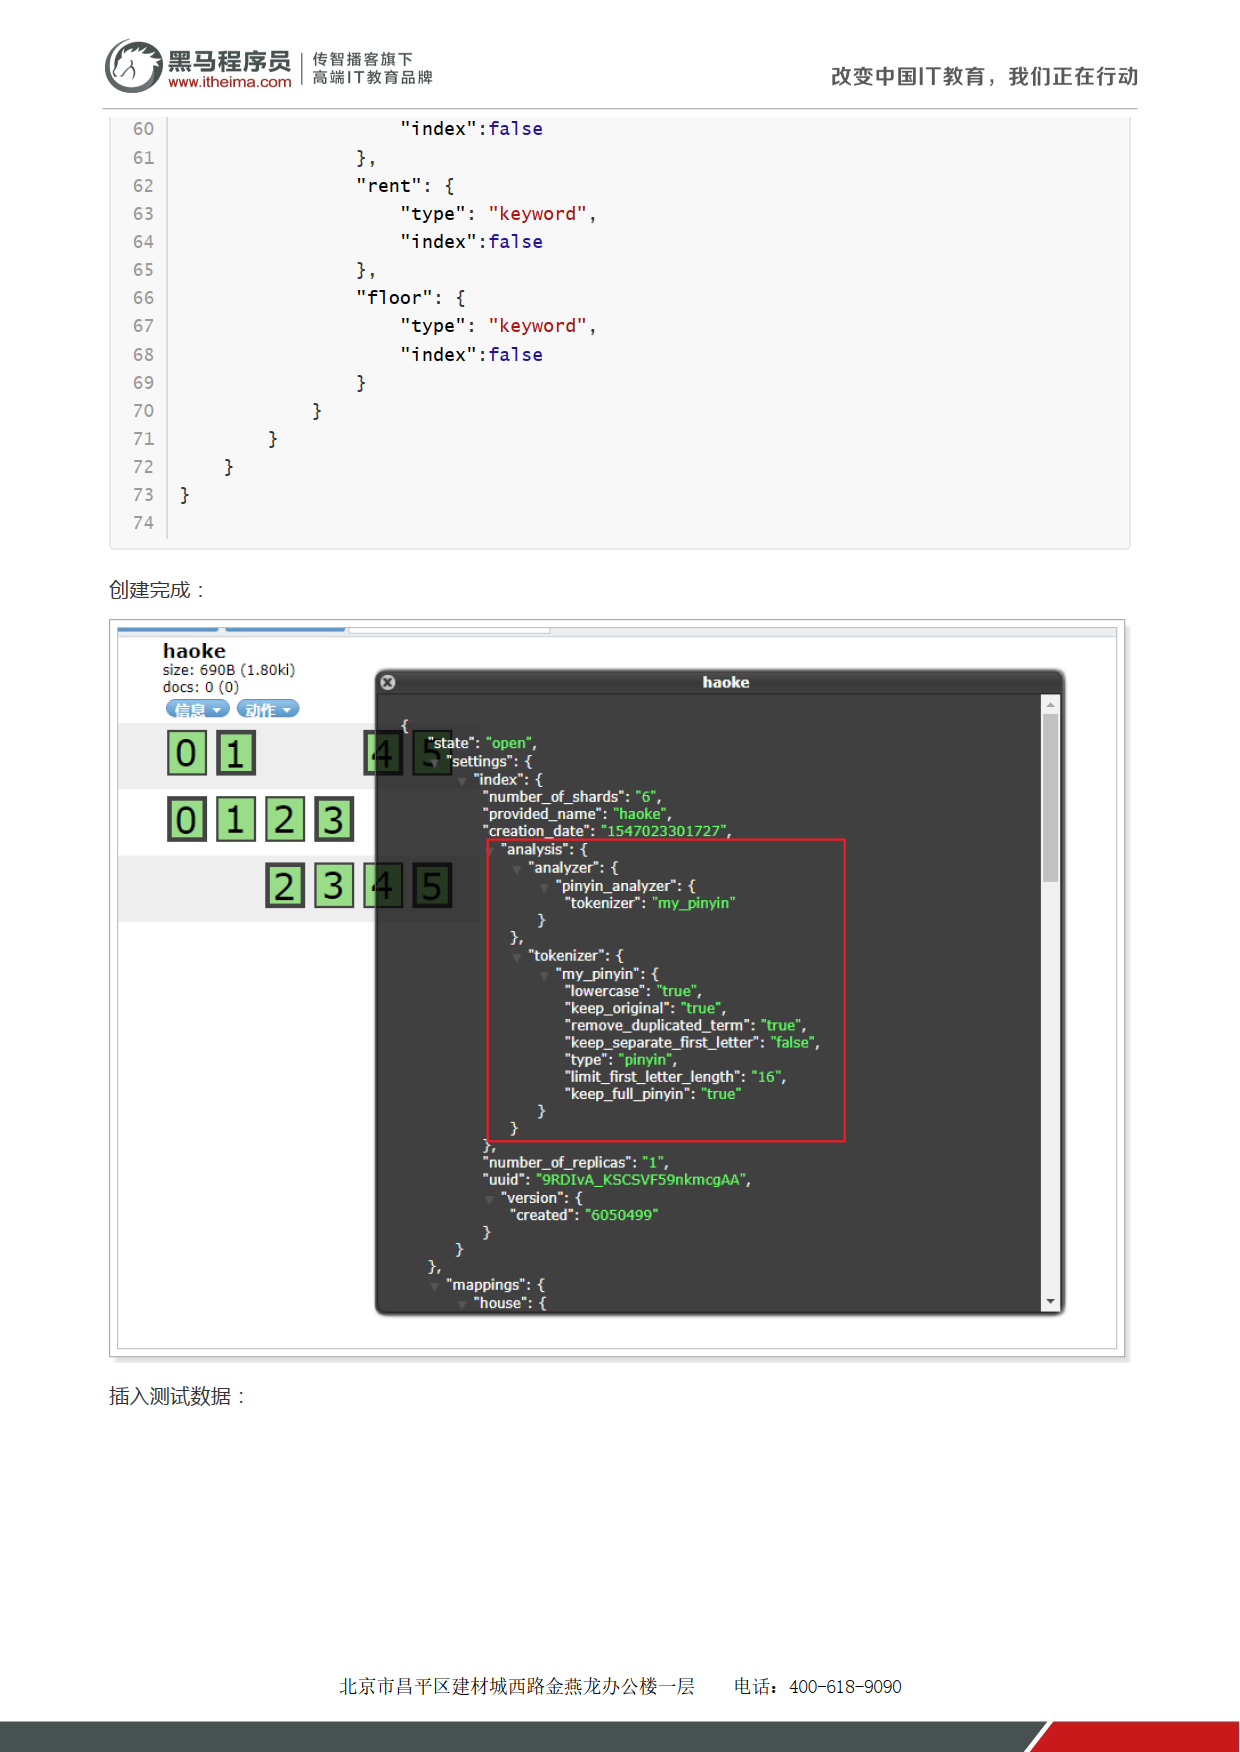 黑马程序员
www.itheima.com
传智播客旗下
高端IT教育品牌
改变中国IT教育，我们正在行动
60 "index":false
61 },
62 "rent": {
63 "type": "keyword",
64 "index":false
65 },
66 "floor": {
67 "type": "keyword",
68 "index":false
69 }
70 }
71 }
72 }
73 }
74
创建完成：
haoke
size: 690B (1.80ki)
docs: 0 (0)
信息 动作
0 1 4 5
0 1 2 3
2 3 4 5
haoke
{
"state": "open",
"settings": {
"index": {
"number_of_shards": "6",
"provided_name": "haoke",
"creation_date": "1547023301727",
"analysis": {
"analyzer": {
"pinyin_analyzer": {
"tokenizer": "my_pinyin"
}
},
"tokenizer": {
"my_pinyin": {
"lowercase": "true",
"keep_original": "true",
"remove_duplicated_term": "true",
"keep_separate_first_letter": "false",
"type": "pinyin",
"limit_first_letter_length": "16",
"keep_full_pinyin": "true"
}
}
},
"number_of_replicas": "1",
"uuid": "9RDIvA_KSCSVF59nkmcgAA",
"version": {
"created": "6050499"
}
}
},
"mappings": {
"house": {
插入测试数据：
北京市昌平区建材城西路金燕龙办公楼一层 电话：400-618-9090